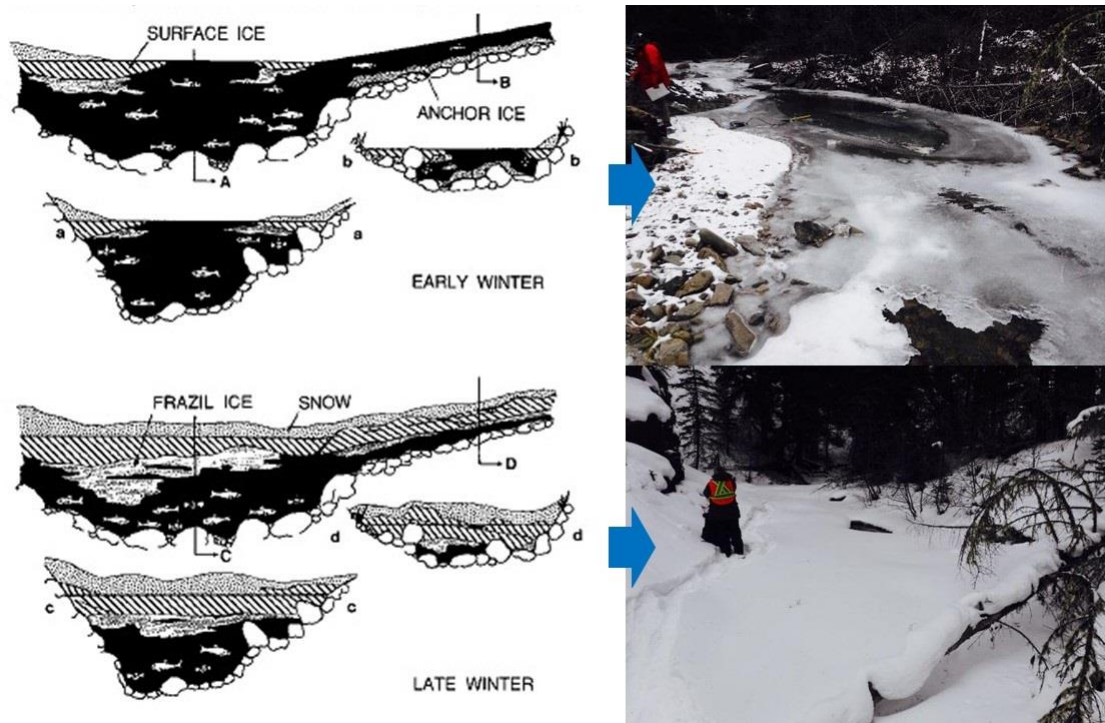 SURFACE ICE
B
ANCHOR ICE
b b
A
a a
EARLY WINTER
FRAZIL ICE SNOW
D
C
d d
c c
LATE WINTER